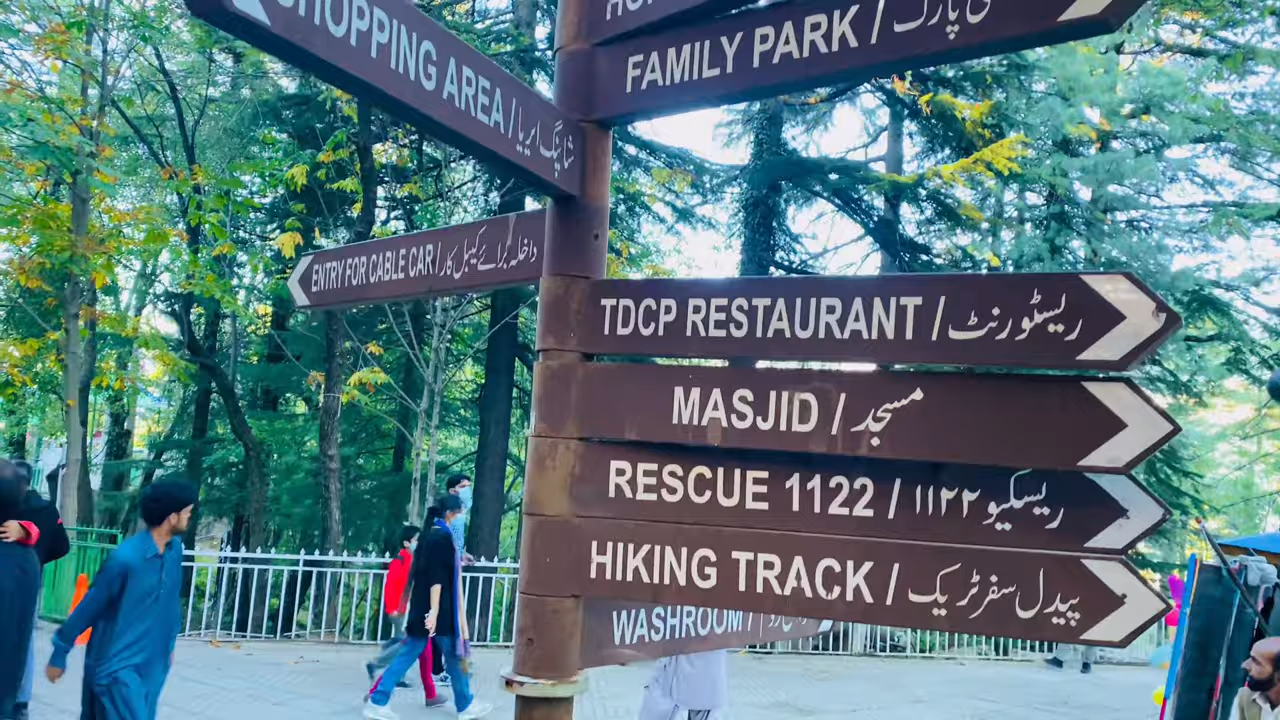 SHOPPING AREA / شاپنگ ایریا
FAMILY PARK / پارک
ENTRY FOR CABLE CAR / داخلہ برائے کیبل کار
TDCP RESTAURANT / ریسٹورنٹ
MASJID / مسجد
RESCUE 1122 / ریسکیو ۱۱۲۲
HIKING TRACK / پیدل سفر ٹریک
WASHROOM /